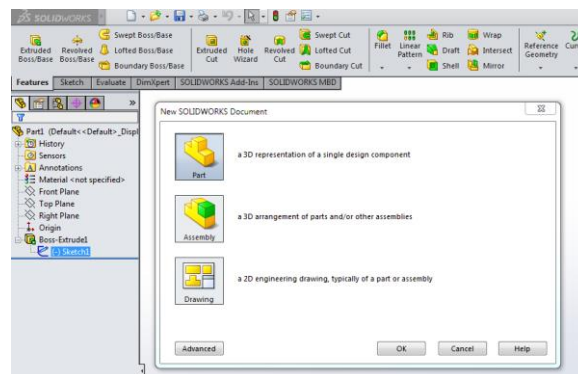 SOLIDWORKS
Extruded Boss/Base
Revolved Boss/Base
Swept Boss/Base
Lofted Boss/Base
Boundary Boss/Base
Extruded Cut
Hole Wizard
Revolved Cut
Swept Cut
Lofted Cut
Boundary Cut
Fillet
Linear Pattern
Rib
Draft
Shell
Wrap
Intersect
Mirror
Reference Geometry
Features Sketch Evaluate DimXpert SOLIDWORKS Add-Ins SOLIDWORKS MBD
Part1 (Default<<Default>_Displ
History
Sensors
Annotations
Material <not specified>
Front Plane
Top Plane
Right Plane
Origin
Boss-Extrude1
(-) Sketch1
New SOLIDWORKS Document
Part
a 3D representation of a single design component
Assembly
a 3D arrangement of parts and/or other assemblies
Drawing
a 2D engineering drawing, typically of a part or assembly
Advanced OK Cancel Help